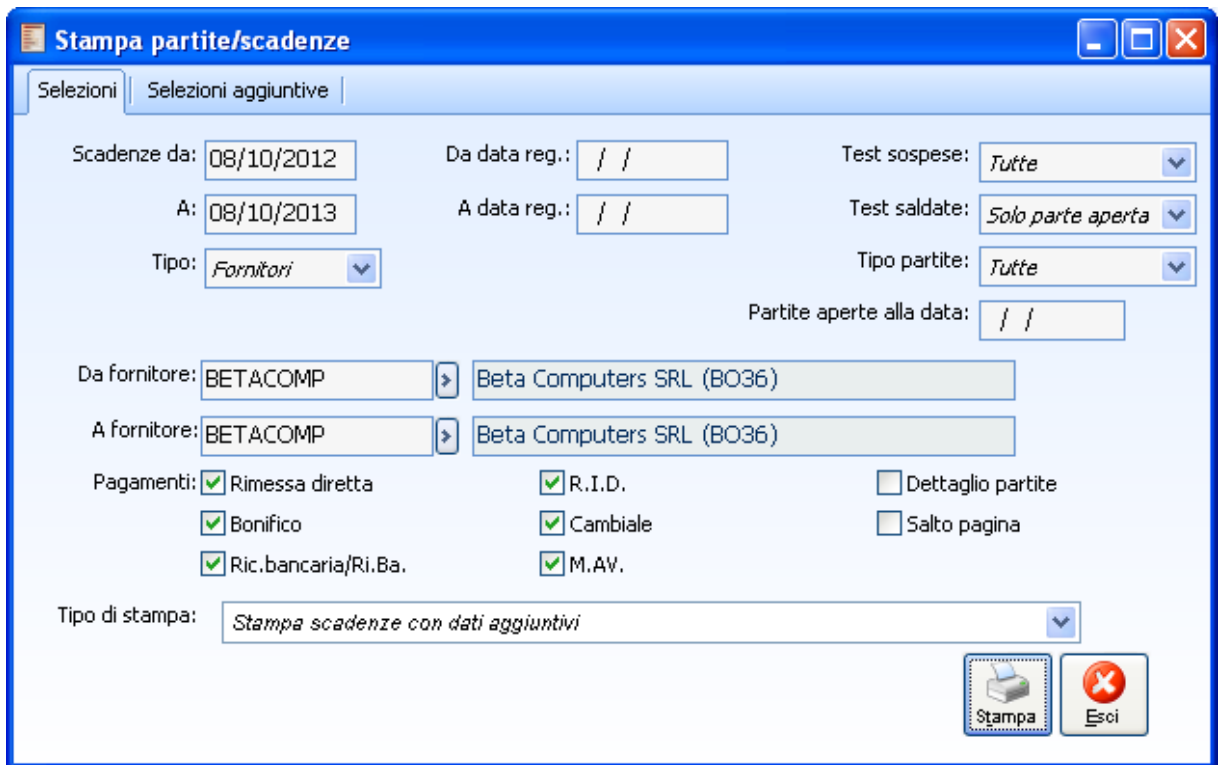 Stampa partite/scadenze
Selezioni Selezioni aggiuntive
Scadenze da: 08/10/2012 Da data reg.: / / Test sospese: Tutte
A: 08/10/2013 A data reg.: / / Test saldate: Solo parte aperta
Tipo: Fornitori Tipo partite: Tutte
Partite aperte alla data: / /
Da fornitore: BETACOMP Beta Computers SRL (BO36)
A fornitore: BETACOMP Beta Computers SRL (BO36)
Pagamenti: Rimessa diretta R.I.D. Dettaglio partite
Bonifico Cambiale Salto pagina
Ric.bancaria/Ri.Ba. M.AV.
Tipo di stampa: Stampa scadenze con dati aggiuntivi
Stampa Esci